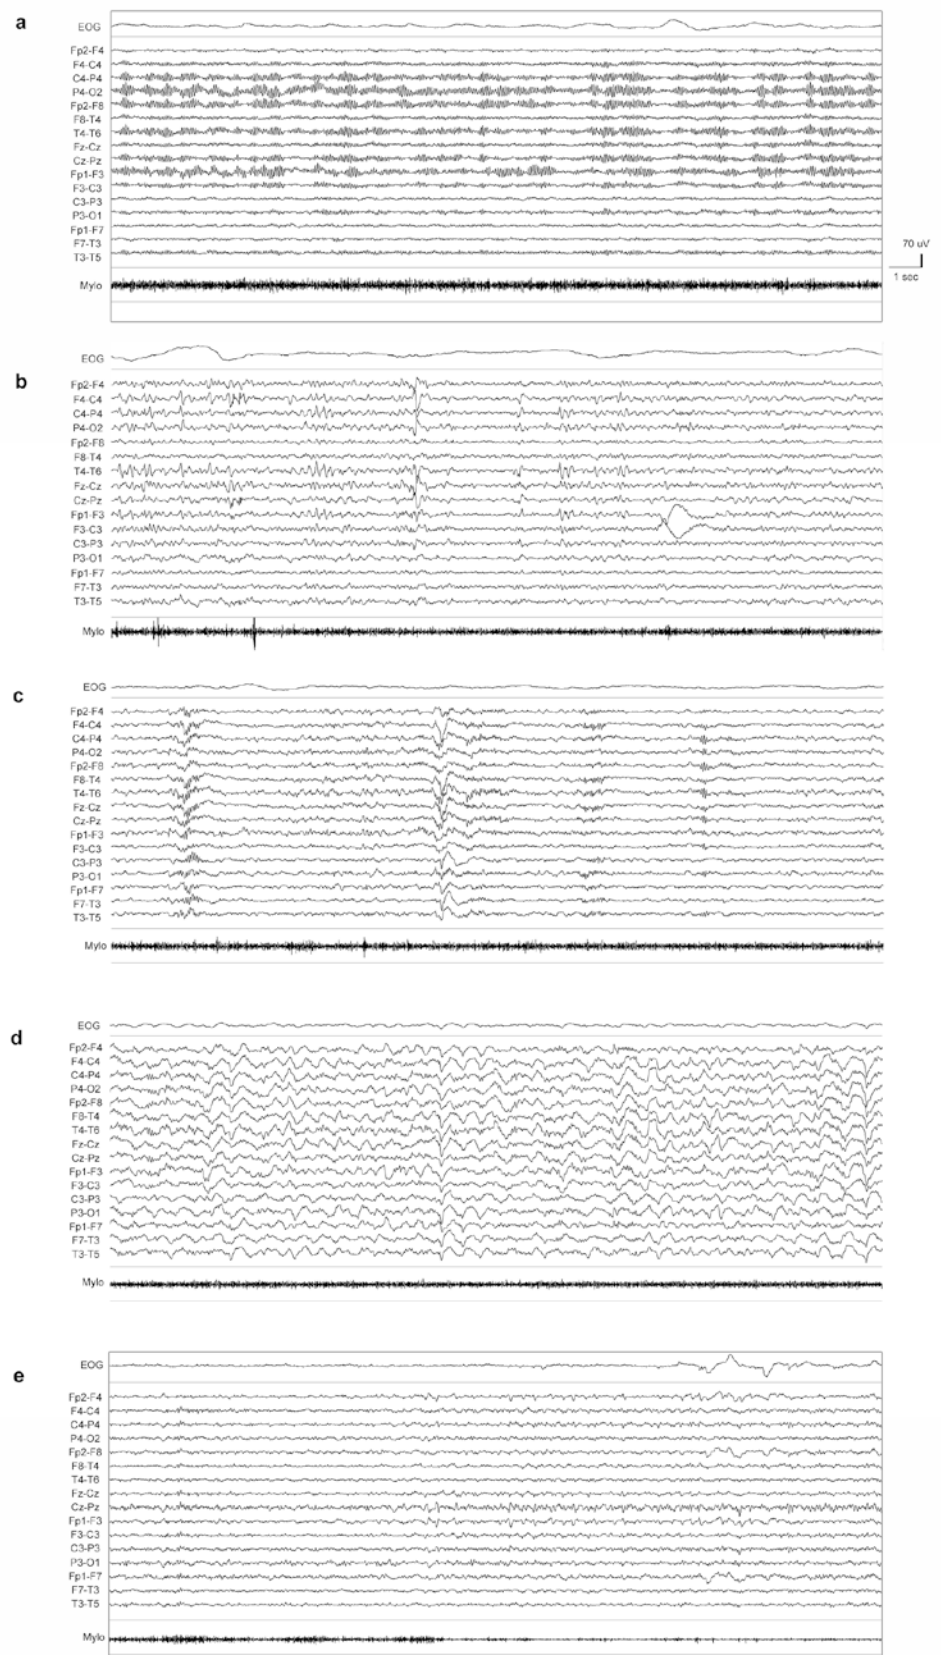 a
EOG
Fp2-F4
F4-C4
C4-P4
P4-O2
Fp2-F8
F8-T4
T4-T6
Fz-Cz
Cz-Pz
Fp1-F3
F3-C3
C3-P3
P3-O1
Fp1-F7
F7-T3
T3-T5
Mylo
70 uV
1 sec
b
EOG
Fp2-F4
F4-C4
C4-P4
P4-O2
Fp2-F8
F8-T4
T4-T6
Fz-Cz
Cz-Pz
Fp1-F3
F3-C3
C3-P3
P3-O1
Fp1-F7
F7-T3
T3-T5
Mylo
c
EOG
Fp2-F4
F4-C4
C4-P4
P4-O2
Fp2-F8
F8-T4
T4-T6
Fz-Cz
Cz-Pz
Fp1-F3
F3-C3
C3-P3
P3-O1
Fp1-F7
F7-T3
T3-T5
Mylo
d
EOG
Fp2-F4
F4-C4
C4-P4
P4-O2
Fp2-F8
F8-T4
T4-T6
Fz-Cz
Cz-Pz
Fp1-F3
F3-C3
C3-P3
P3-O1
Fp1-F7
F7-T3
T3-T5
Mylo
e
EOG
Fp2-F4
F4-C4
C4-P4
P4-O2
Fp2-F8
F8-T4
T4-T6
Fz-Cz
Cz-Pz
Fp1-F3
F3-C3
C3-P3
P3-O1
Fp1-F7
F7-T3
T3-T5
Mylo